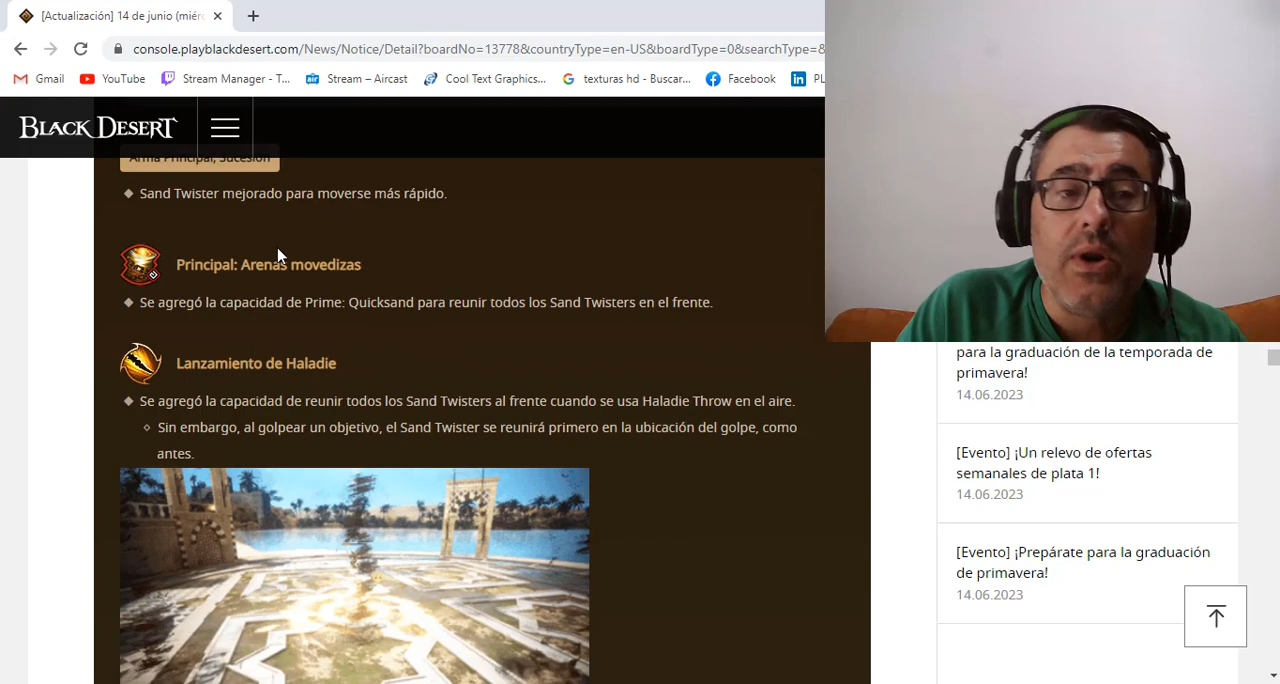 [Actualización] 14 de junio (miérc
console.playblackdesert.com/News/Notice/Detail?boardNo=13778&countryType=en-US&boardType=0&searchType=&
Gmail YouTube Stream Manager - T... Stream – Aircast Cool Text Graphics... texturas hd - Buscar... Facebook PL
BLACK DESERT
Arma Principal, Sucesión
Sand Twister mejorado para moverse más rápido.
Principal: Arenas movedizas
Se agregó la capacidad de Prime: Quicksand para reunir todos los Sand Twisters en el frente.
Lanzamiento de Haladie
Se agregó la capacidad de reunir todos los Sand Twisters al frente cuando se usa Haladie Throw en el aire.
Sin embargo, al golpear un objetivo, el Sand Twister se reunirá primero en la ubicación del golpe, como
antes.
para la graduación de la temporada de
primavera!
14.06.2023
[Evento] ¡Un relevo de ofertas
semanales de plata 1!
14.06.2023
[Evento] ¡Prepárate para la graduación
de primavera!
14.06.2023